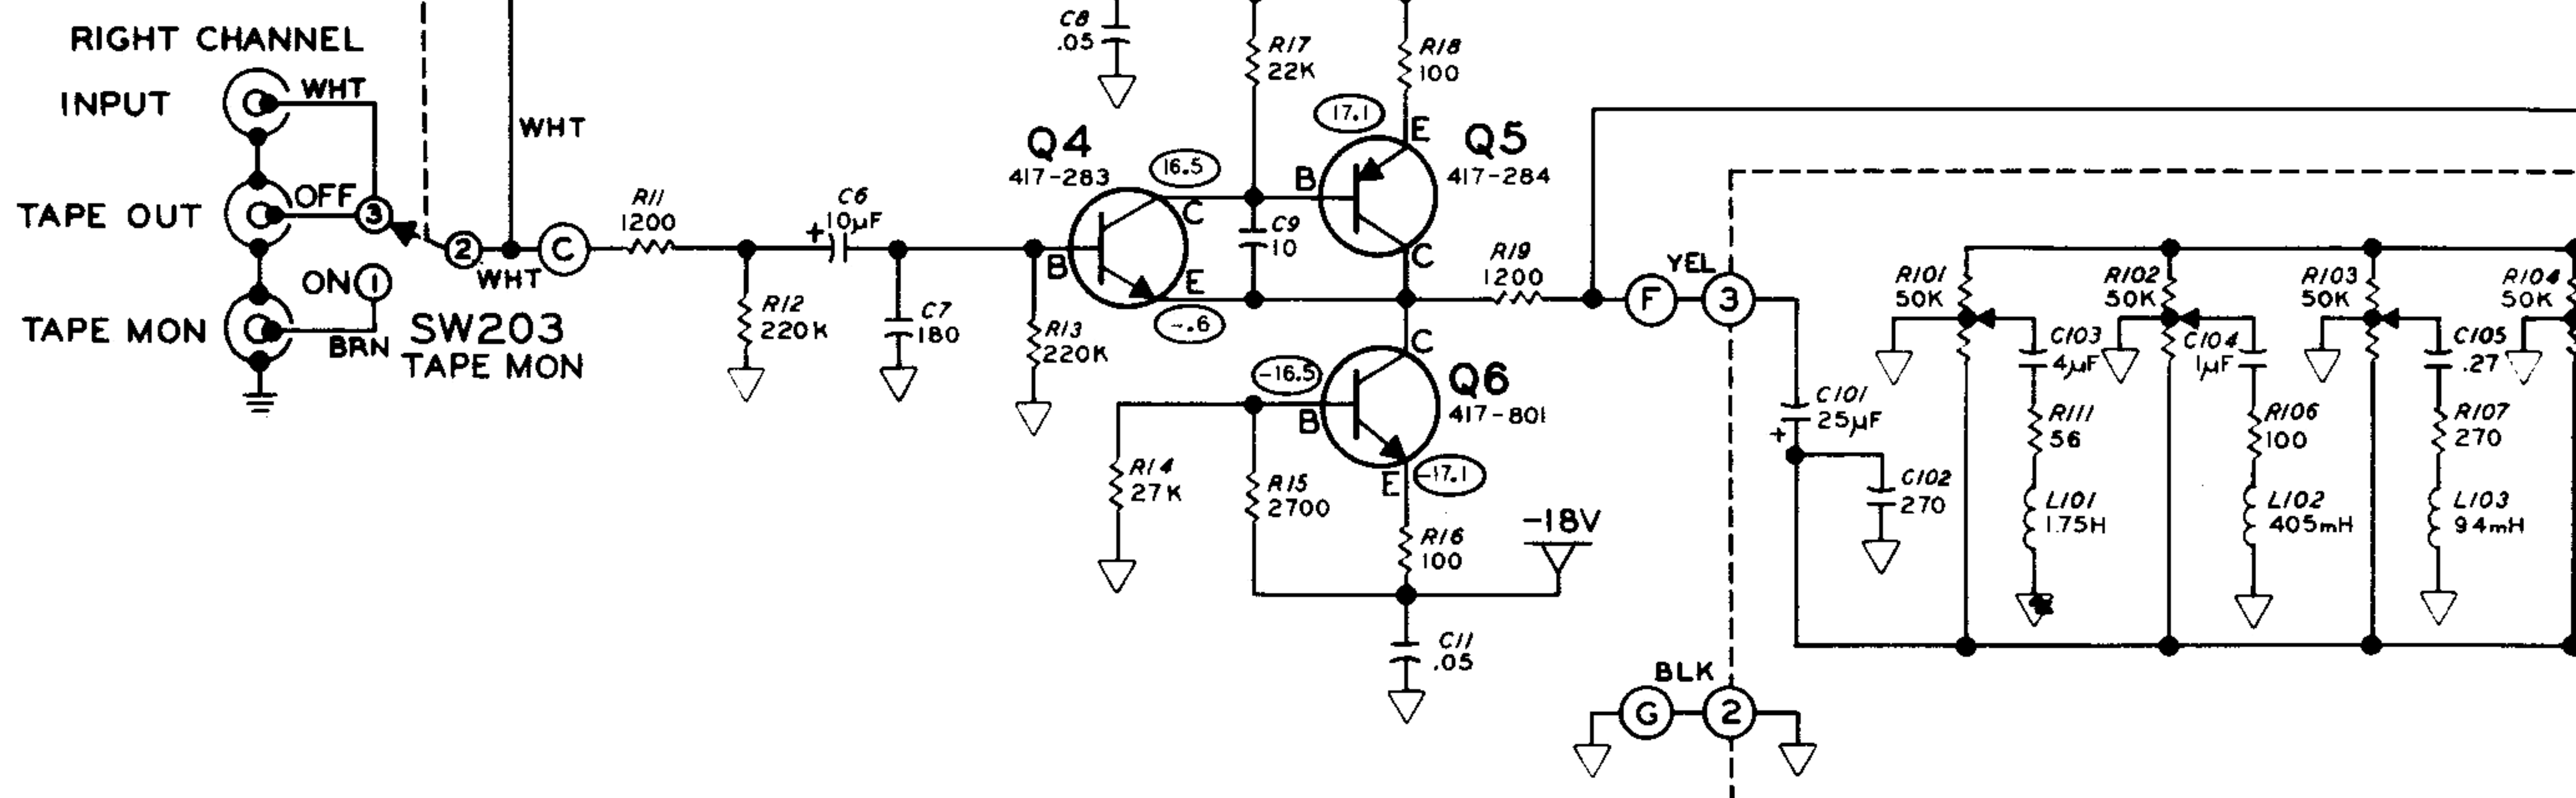 RIGHT CHANNEL
INPUT
WHT
TAPE OUT
OFF
3
2
WHT
WHT
C
ON
1
TAPE MON
BRN
SW203
TAPE MON
R11
1200
R12
220K
C6
+
10µF
C7
180
R13
220K
C8
.05
Q4
417-283
B
C
E
16.5
-.6
R17
22K
C9
10
R18
100
17.1
Q5
417-284
B
E
C
R19
1200
Q6
417-801
-16.5
B
C
E
-17.1
R14
27K
R15
2700
R16
100
-18V
C11
.05
F
YEL
3
BLK
G
2
C101
25µF
+
C102
270
R101
50K
C103
4µF
R111
56
L101
1.75H
R102
50K
C104
1µF
R106
100
L102
405mH
R103
50K
C105
.27
R107
270
L103
94mH
R104
50K